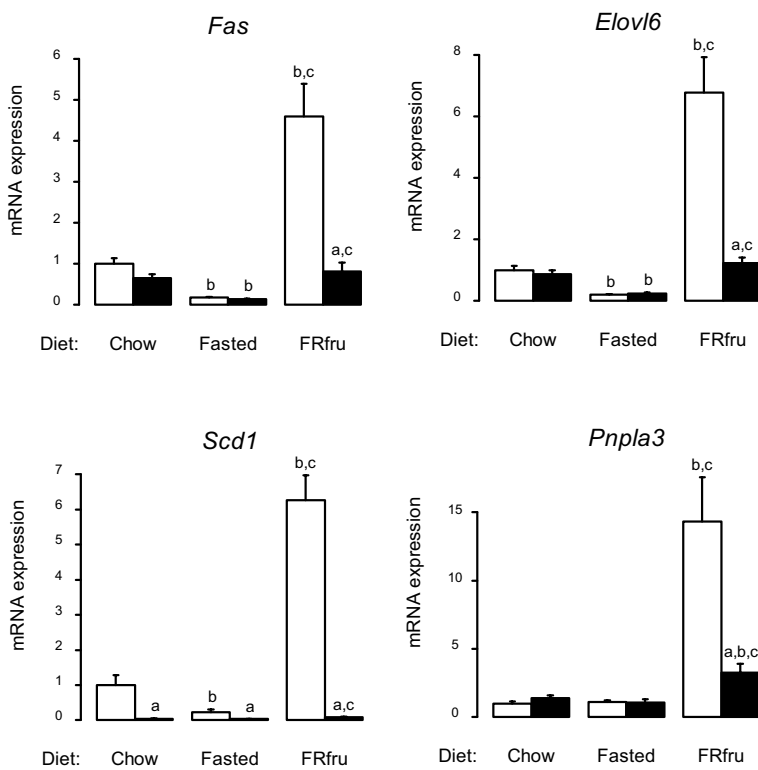 Fas
mRNA expression
6
5
4
3
2
1
0
b,c
a,c
b b
Diet: Chow Fasted FRfru
Elovl6
mRNA expression
8
6
4
2
0
b,c
a,c
b b
Diet: Chow Fasted FRfru
Scd1
mRNA expression
7
6
5
4
3
2
1
0
b,c
b
a a a,c
Diet: Chow Fasted FRfru
Pnpla3
mRNA expression
15
10
5
0
b,c
a,b,c
Diet: Chow Fasted FRfru